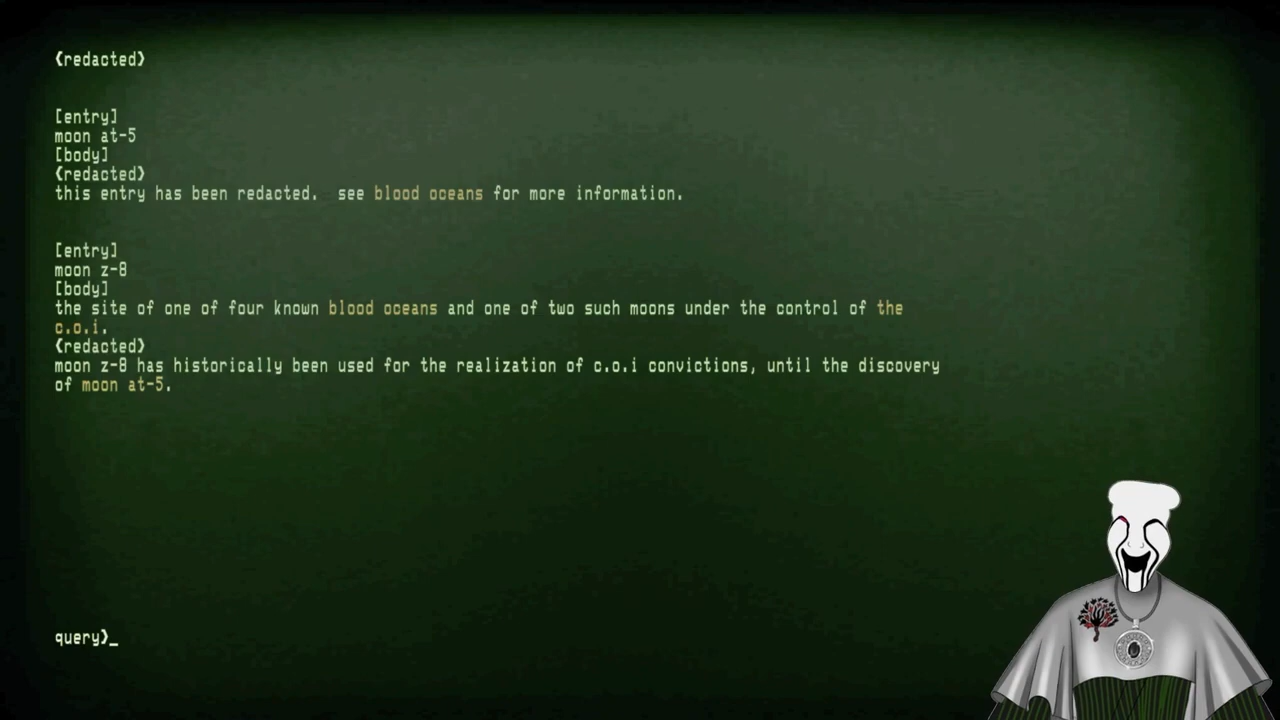 {redacted}
[entry]
moon at-5
[body]
{redacted}
this entry has been redacted.  see blood oceans for more information.
[entry]
moon z-8
[body]
the site of one of four known blood oceans and one of two such moons under the control of the
c.o.i.
{redacted}
moon z-8 has historically been used for the realization of c.o.i convictions, until the discovery
of moon at-5.
query}_